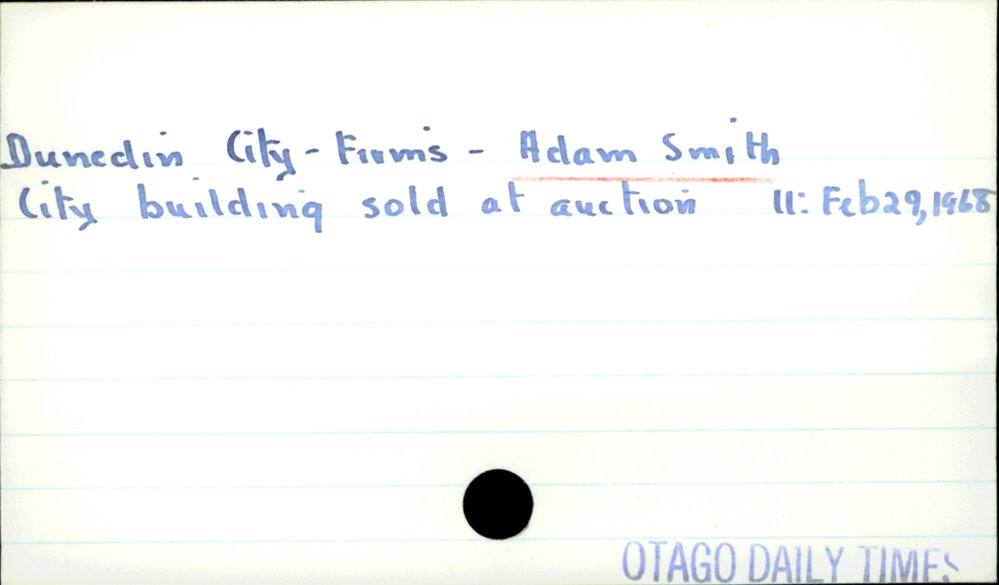 Dunedin City - Firms - Adam Smith
City building sold at auction 11: Feb 29, 1968
OTAGO DAILY TIMES